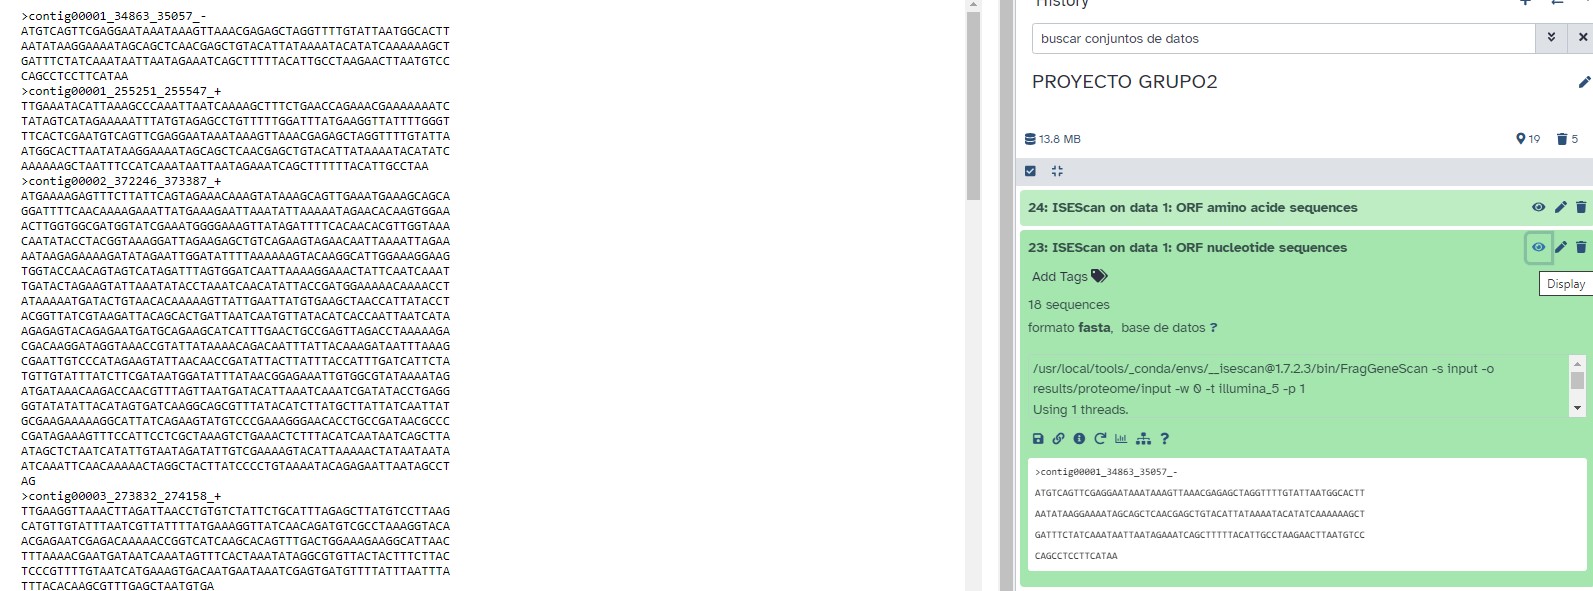 >contig00001_34863_35057_-
ATGTCAGTTCGAGGAATAAATAAAGTTAAACGAGAGCTAGGTTTTGTATTAATGGCACTT
AATATAAGGAAAATAGCAGCTCAACGAGCTGTACATTATAAAATACATATCAAAAAAGCT
GATTTCTATCAAATAATTAATAGAAATCAGCTTTTTACATTGCCTAAGAACTTAATGTCC
CAGCCTCCTTCATAA
>contig00001_255251_255547_+
TTGAAATACATTAAAGCCCAAATTAATCAAAAGCTTTCTGAACCAGAAACGAAAAAAATC
TATAGTCATAGAAAAATTTATGTAGAGCCTGTTTTTGGATTTATGAAGGTTATTTTGGGT
TTCACTCGAATGTCAGTTCGAGGAATAAATAAAGTTAAACGAGAGCTAGGTTTTGTATTA
ATGGCACTTAATATAAGGAAAATAGCAGCTCAACGAGCTGTACATTATAAAATACATATC
AAAAAAGCTAATTTCCATCAAATAATTAATAGAAATCAGCTTTTTTACATTGCCTAA
>contig00002_372246_373387_+
ATGAAAAGAGTTTCTTATTCAGTAGAAACAAAGTATAAAGCAGTTGAAATGAAAGCAGCA
GGATTTTCAACAAAAGAAATTATGAAAGAATTAAATATTAAAAATAGAACACAAGTGGAA
ACTTGGTGGCGATGGTATCGAAATGGGGAAAGTTATAGATTTTCACAACACGTTGGTAAA
CAATATACCTACGGTAAAGGATTAGAAGAGCTGTCAGAAGTAGAACAATTAAAATTAGAA
AATAAGAGAAAAGATATAGAATTGGATATTTTAAAAAAGTACAAGGCATTGGAAAGGAAG
TGGTACCAACAGTAGTCATAGATTTAGTGGATCAATTAAAAGGAAACTATTCAATCAAAT
TGATACTAGAAGTATTAAATATACCTAAATCAACATATTACCGATGGAAAAACAAAACCT
ATAAAAATGATACTGTAACACAAAAAGTTATTGAATTATGTGAAGCTAACCATTATACCT
ACGGTTATCGTAAGATTACAGCACTGATTAATCAATGTTATACATCACCAATTAATCATA
AGAGAGTACAGAGAATGATGCAGAAGCATCATTTGAACTGCCGAGTTAGACCTAAAAAGA
CGACAAGGATAGGTAAACCGTATTATAAAACAGACAATTTATTACAAAGATAATTTAAAG
CGAATTGTCCCATAGAAGTATTAACAACCGATATTACTTATTTACCATTTGATCATTCTA
TGTTGTATTTATCTTCGATAATGGATATTTATAACGGAGAAATTGTGGCGTATAAAATAG
ATGATAAACAAGACCAACGTTTAGTTAATGATACATTAAATCAAATCGATATACCTGAGG
GGTATATATTACATAGTGATCAAGGCAGCGTTTATACATCTTATGCTTATTATCAATTAT
GCGAAGAAAAAGGCATTATCAGAAGTATGTCCCGAAAGGGAACACCTGCCGATAACGCCC
CGATAGAAAGTTTCCATTCCTCGCTAAAGTCTGAAACTCTTTACATCAATAATCAGCTTA
ATAGCTCTAATCATATTGTAATAGATATTGTCGAAAAGTACATTAAAAACTATAATAATA
ATCAAATTCAACAAAAACTAGGCTACTTATCCCCTGTAAAATACAGAGAATTAATAGCCT
AG
>contig00003_273832_274158_+
TTGAAGGTTAAACTTAGATTAACCTGTGTCTATTCTGCATTTAGAGCTTATGTCCTTAAG
CATGTTGTATTTAATCGTTATTTTATGAAAGGTTATCAACAGATGTCGCCTAAAGGTACA
ACGAGAATCGAGACAAAAACCGGTCATCAAGCACAGTTTGACTGGAAAGAAGGCATTAAC
TTTAAAACGAATGATAATCAAATAGTTTCACTAAATATAGGCGTGTTACTACTTTCTTAC
TCCCGTTTTGTAATCATGAAAGTGACAATGAATAAATCGAGTGATGTTTTATTTAATTTA
TTTACACAAGCGTTTGAGCTAATGTGA
History
buscar conjuntos de datos
PROYECTO GRUPO2
13.8 MB
19
5
24: ISEScan on data 1: ORF amino acide sequences
23: ISEScan on data 1: ORF nucleotide sequences
Add Tags
Display
18 sequences
formato fasta, base de datos ?
/usr/local/tools/_conda/envs/__isescan@1.7.2.3/bin/FragGeneScan -s input -o
results/proteome/input -w 0 -t illumina_5 -p 1
Using 1 threads.
>contig00001_34863_35057_-
ATGTCAGTTCGAGGAATAAATAAAGTTAAACGAGAGCTAGGTTTTGTATTAATGGCACTT
AATATAAGGAAAATAGCAGCTCAACGAGCTGTACATTATAAAATACATATCAAAAAAGCT
GATTTCTATCAAATAATTAATAGAAATCAGCTTTTTACATTGCCTAAGAACTTAATGTCC
CAGCCTCCTTCATAA